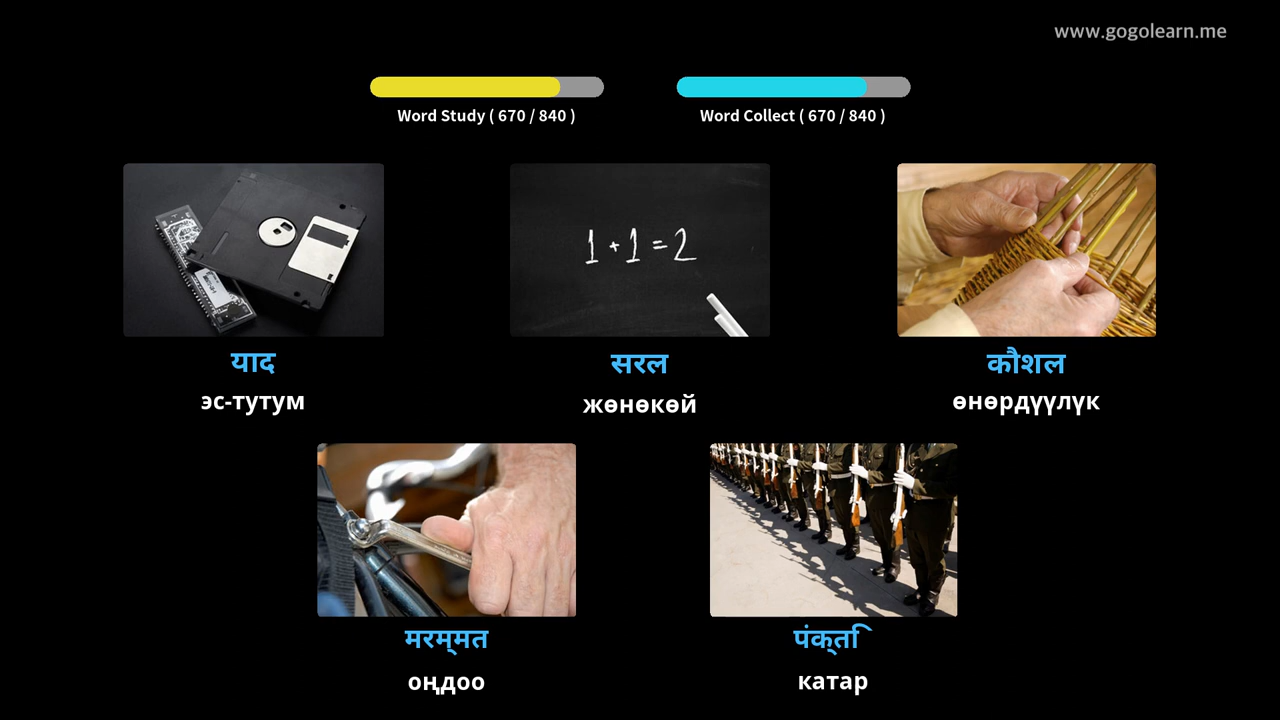 www.gogolearn.me
Word Study ( 670 / 840 )
Word Collect ( 670 / 840 )
1 + 1 = 2
याद
सरल
कौशल
эс-тутум
жөнөкөй
өнөрдүүлүк
मरम्मत
पंक्ति
оңдоо
катар